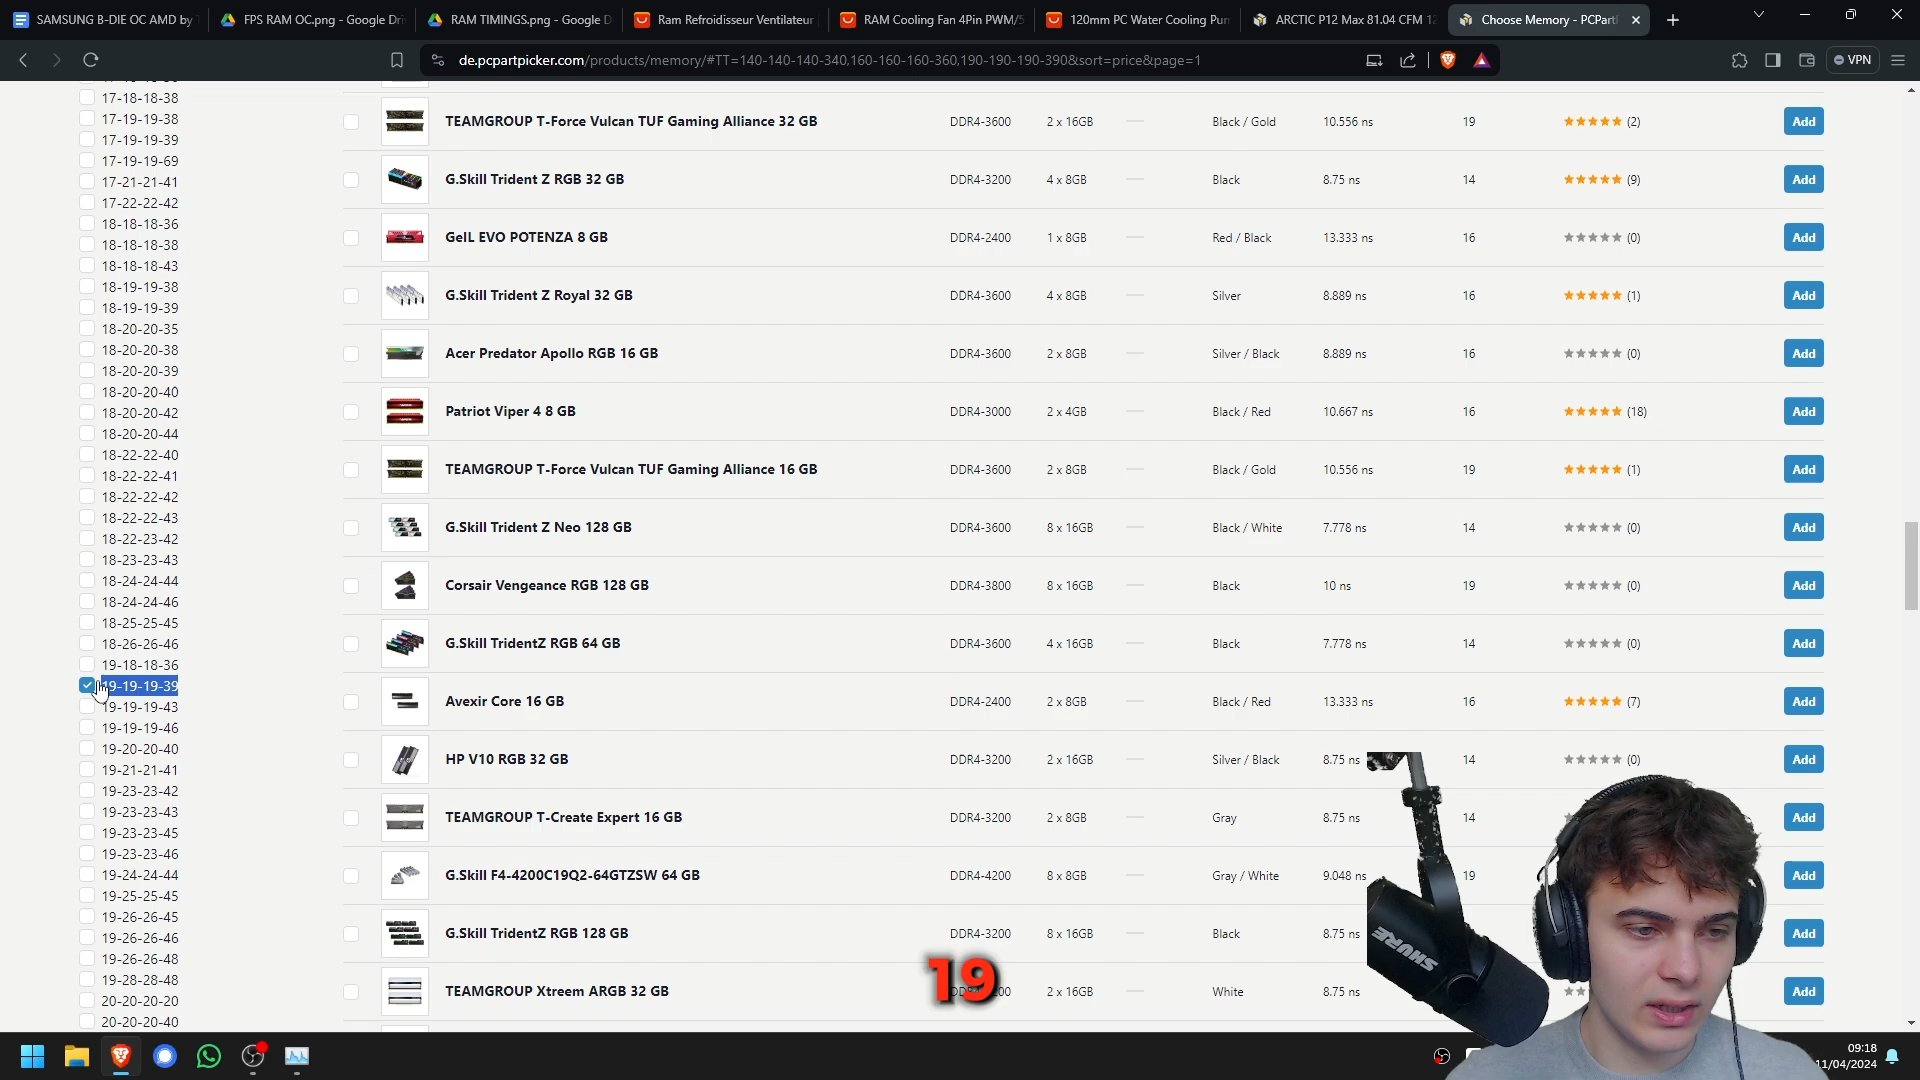 SAMSUNG B-DIE OC AMD by
FPS RAM OC.png - Google Dri
RAM TIMINGS.png - Google D
Ram Refroidisseur Ventilateur
RAM Cooling Fan 4Pin PWM/5
120mm PC Water Cooling Pum
ARCTIC P12 Max 81.04 CFM 12
Choose Memory - PCPart
de.pcpartpicker.com/products/memory/#TT=140-140-140-340,160-160-160-360,190-190-190-390&sort=price&page=1
VPN
17-18-18-38
17-19-19-38
17-19-19-39
17-19-19-69
17-21-21-41
17-22-22-42
18-18-18-36
18-18-18-38
18-18-18-43
18-19-19-38
18-19-19-39
18-20-20-35
18-20-20-38
18-20-20-39
18-20-20-40
18-20-20-42
18-20-20-44
18-22-22-40
18-22-22-41
18-22-22-42
18-22-22-43
18-22-23-42
18-23-23-43
18-24-24-44
18-24-24-46
18-25-25-45
18-26-26-46
19-18-18-36
19-19-19-39
19-19-19-43
19-19-19-46
19-20-20-40
19-21-21-41
19-23-23-42
19-23-23-43
19-23-23-45
19-23-23-46
19-24-24-44
19-25-25-45
19-26-26-45
19-26-26-46
19-26-26-48
19-28-28-48
20-20-20-20
20-20-20-40
TEAMGROUP T-Force Vulcan TUF Gaming Alliance 32 GB DDR4-3600 2 x 16GB Black / Gold 10.556 ns 19 (2) Add
G.Skill Trident Z RGB 32 GB DDR4-3200 4 x 8GB Black 8.75 ns 14 (9) Add
GeIL EVO POTENZA 8 GB DDR4-2400 1 x 8GB Red / Black 13.333 ns 16 (0) Add
G.Skill Trident Z Royal 32 GB DDR4-3600 4 x 8GB Silver 8.889 ns 16 (1) Add
Acer Predator Apollo RGB 16 GB DDR4-3600 2 x 8GB Silver / Black 8.889 ns 16 (0) Add
Patriot Viper 4 8 GB DDR4-3000 2 x 4GB Black / Red 10.667 ns 16 (18) Add
TEAMGROUP T-Force Vulcan TUF Gaming Alliance 16 GB DDR4-3600 2 x 8GB Black / Gold 10.556 ns 19 (1) Add
G.Skill Trident Z Neo 128 GB DDR4-3600 8 x 16GB Black / White 7.778 ns 14 (0) Add
Corsair Vengeance RGB 128 GB DDR4-3800 8 x 16GB Black 10 ns 19 (0) Add
G.Skill TridentZ RGB 64 GB DDR4-3600 4 x 16GB Black 7.778 ns 14 (0) Add
Avexir Core 16 GB DDR4-2400 2 x 8GB Black / Red 13.333 ns 16 (7) Add
HP V10 RGB 32 GB DDR4-3200 2 x 16GB Silver / Black 8.75 ns 14 (0) Add
TEAMGROUP T-Create Expert 16 GB DDR4-3200 2 x 8GB Gray 8.75 ns 14 Add
G.Skill F4-4200C19Q2-64GTZSW 64 GB DDR4-4200 8 x 8GB Gray / White 9.048 ns 19 Add
G.Skill TridentZ RGB 128 GB DDR4-3200 8 x 16GB Black 8.75 ns Add
TEAMGROUP Xtreem ARGB 32 GB 2 x 16GB White 8.75 ns Add
19
SHURE
09:18
11/04/2024